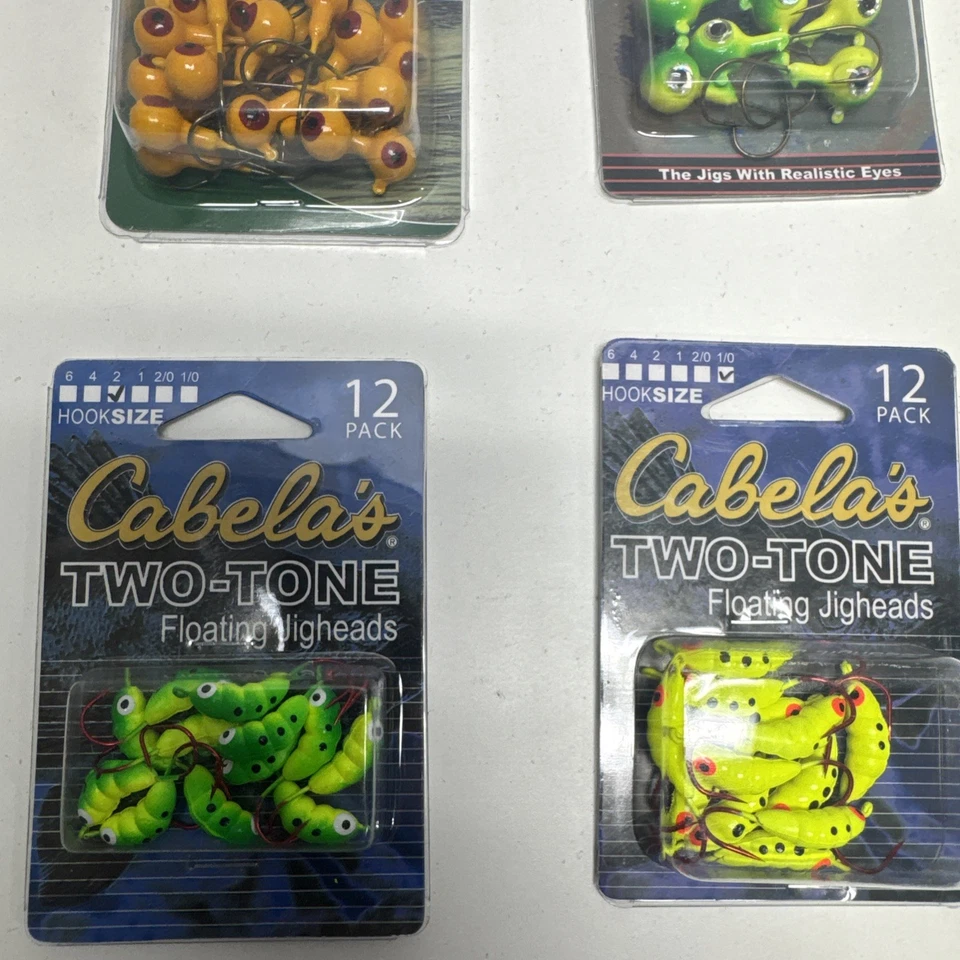 The Jigs With Realistic Eyes
6 4 2 1 2/0 1/0
HOOKSIZE
12
PACK
Cabela's®
TWO-TONE
Floating Jigheads
6 4 2 1 2/0 1/0
HOOKSIZE
12
PACK
Cabela's®
TWO-TONE
Floating Jigheads